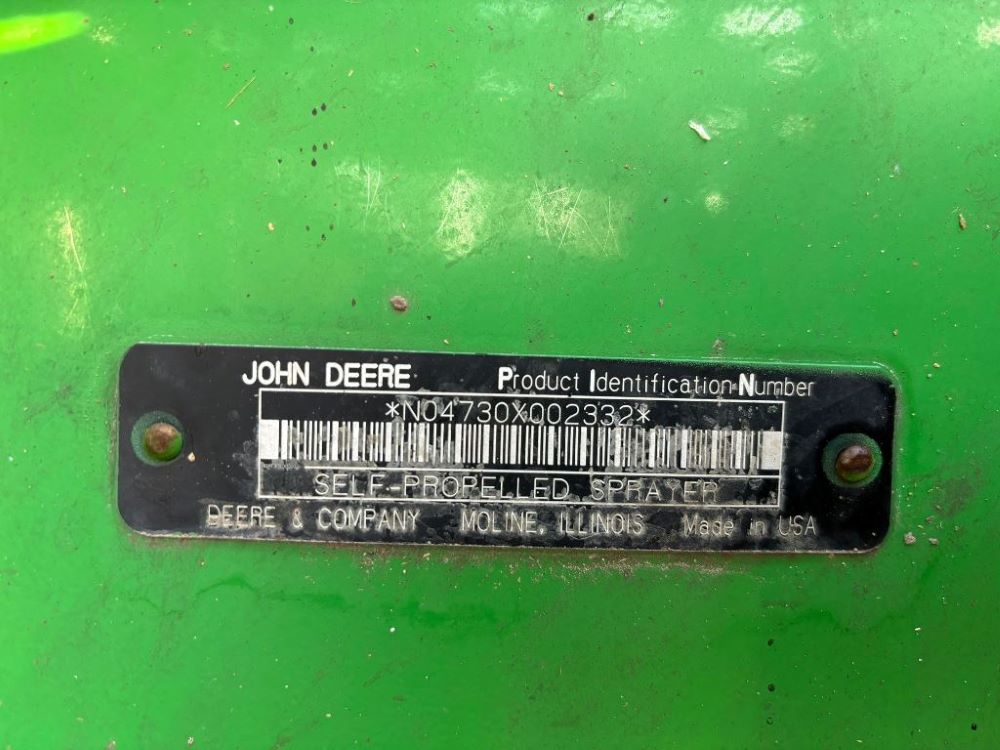 JOHN DEERE Product Identification Number
*N04730X002332*
SELF-PROPELLED SPRAYER
DEERE & COMPANY MOLINE, ILLINOIS Made in USA